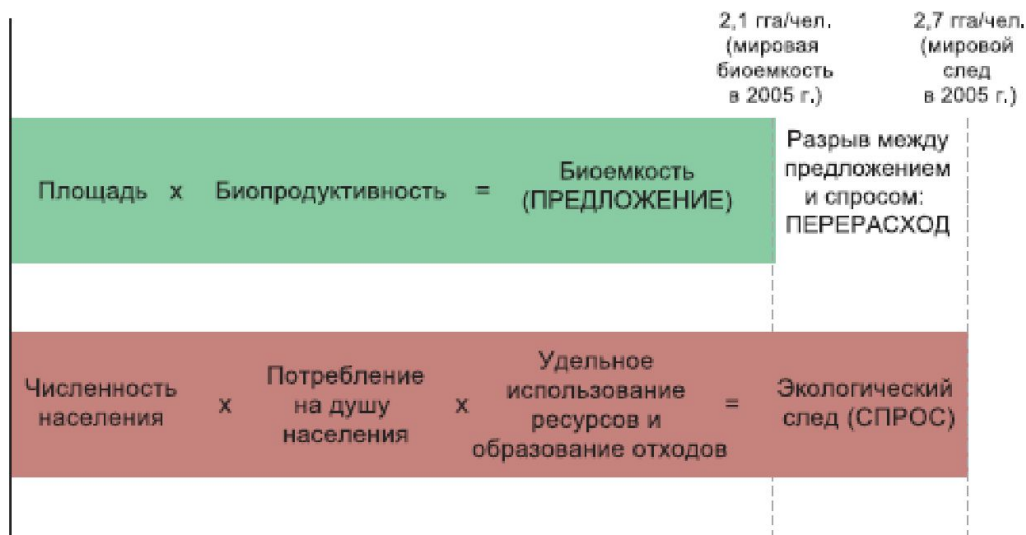 2,1 гга/чел.
(мировая
биоемкость
в 2005 г.)
2,7 гга/чел.
(мировой
след
в 2005 г.)
Площадь x Биопродуктивность = Биоемкость
(ПРЕДЛОЖЕНИЕ)
Разрыв между
предложением
и спросом:
ПЕРЕРАСХОД
Численность
населения
x
Потребление
на душу
населения
x
Удельное
использование
ресурсов и
образование отходов
=
Экологический
след (СПРОС)